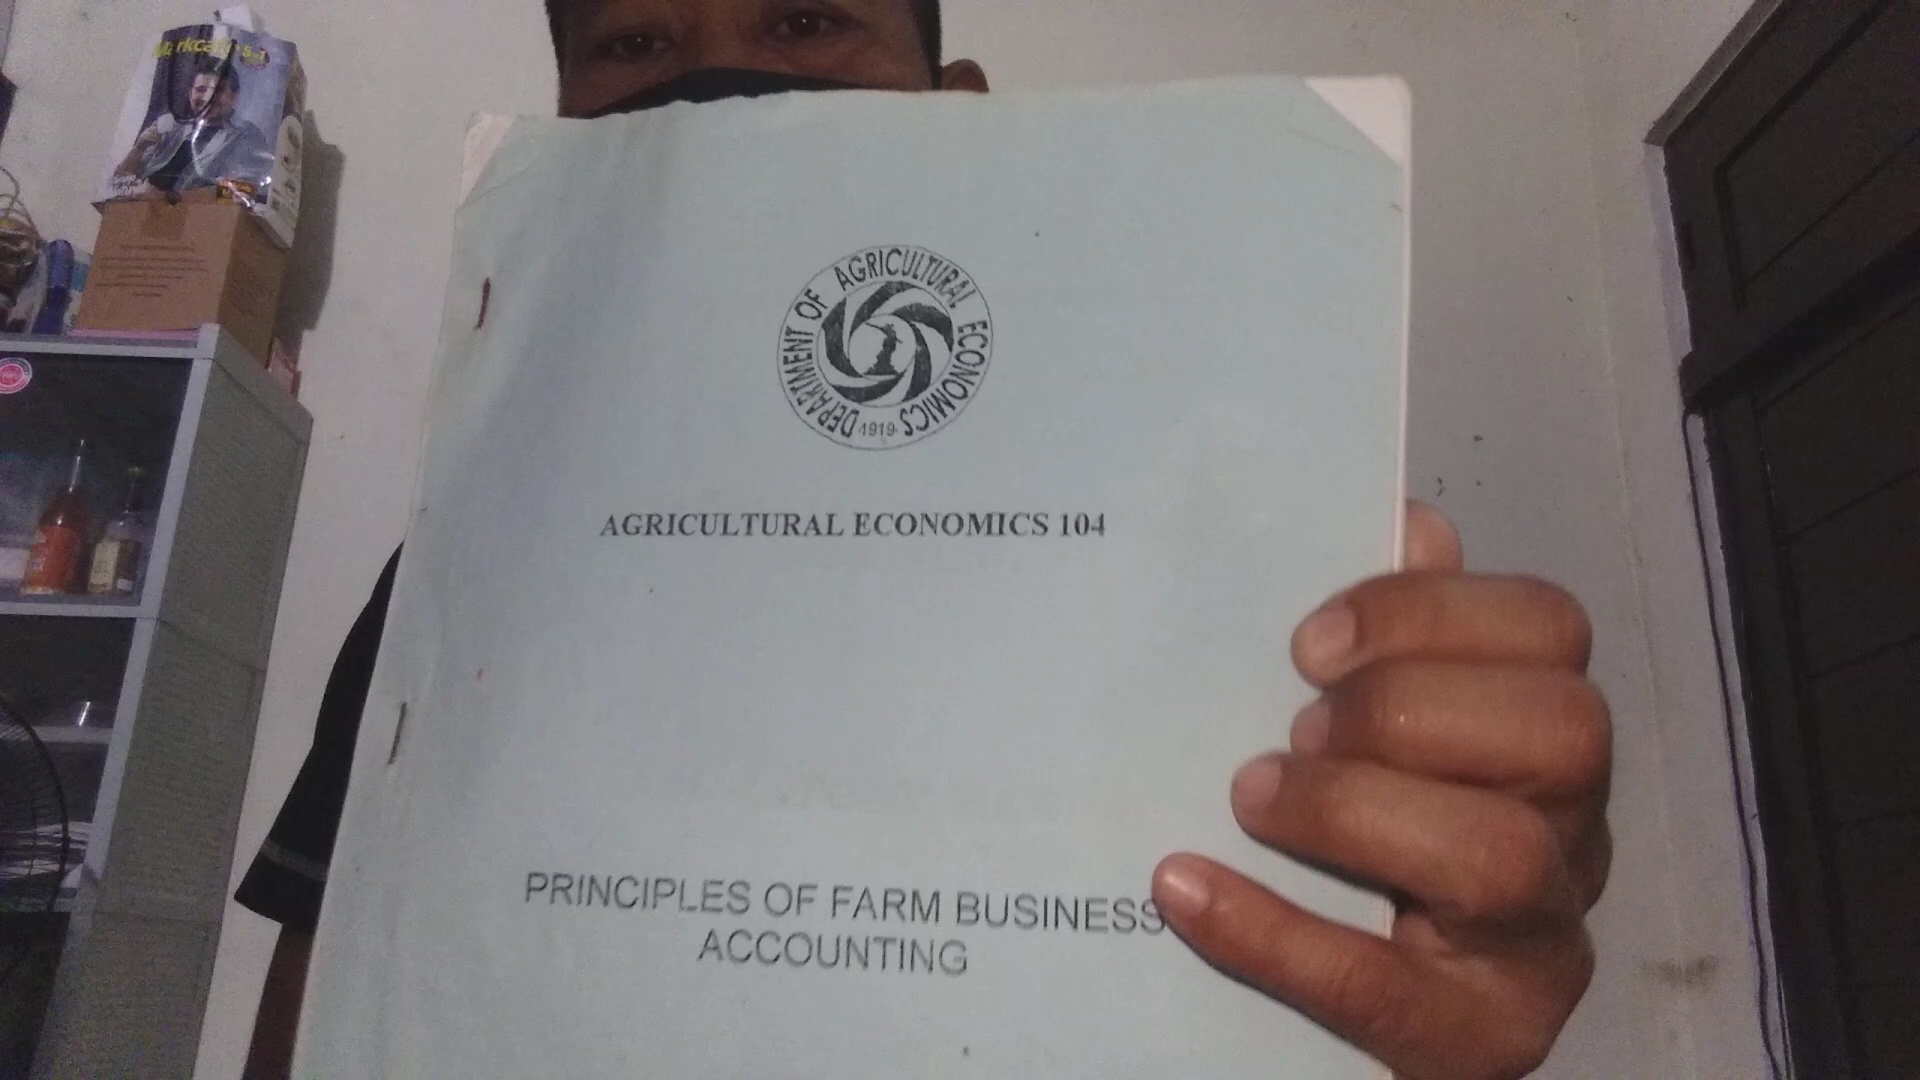 DEPARTMENT OF AGRICULTURAL ECONOMICS
1919
AGRICULTURAL ECONOMICS 104
PRINCIPLES OF FARM BUSINESS
ACCOUNTING